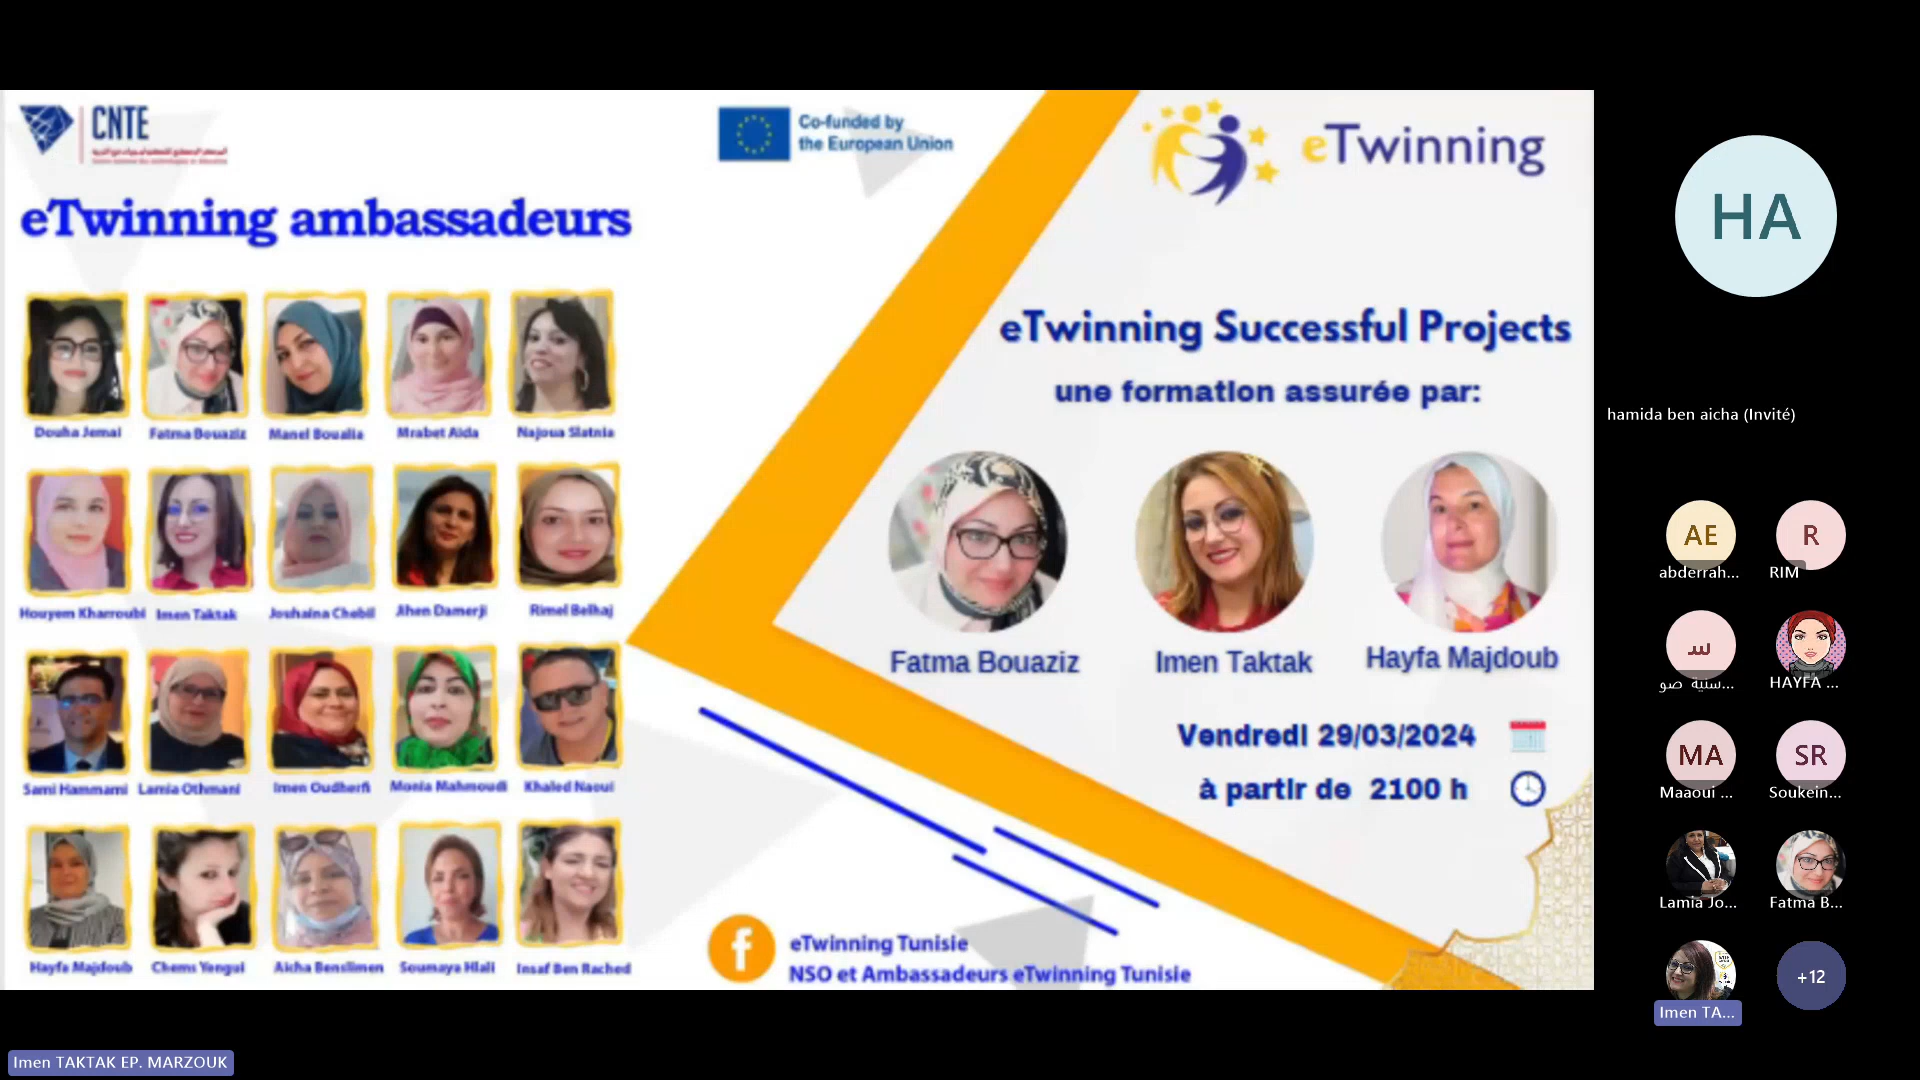 CNTE
Co-funded by
the European Union
eTwinning
eTwinning ambassadeurs
Douha Jemai
Fatma Bouaziz
Manel Boualia
Mrabet Aida
Najoua Slatnia
Houyem Kharroubi
Imen Taktak
Jouhaina Chebil
Jihen Damerji
Rimel Belhaj
Sami Hammami
Lamia Othmani
Imen Oudherfi
Monia Mahmoudi
Khaled Naoui
Hayfa Majdoub
Chems Yengui
Aicha Benslimen
Soumaya Hlali
Insaf Ben Rached
eTwinning Successful Projects
une formation assurée par:
Fatma Bouaziz
Imen Taktak
Hayfa Majdoub
Vendredi 29/03/2024
à partir de 2100 h
eTwinning Tunisie
NSO et Ambassadeurs eTwinning Tunisie
HA
hamida ben aicha (Invité)
AE
abderrah...
R
RIM
سـ
سنية صو...
HAYFA ...
MA
Maaoui ...
SR
Soukein...
Lamia Jo...
Fatma B...
Imen TA...
+12
Imen TAKTAK EP. MARZOUK